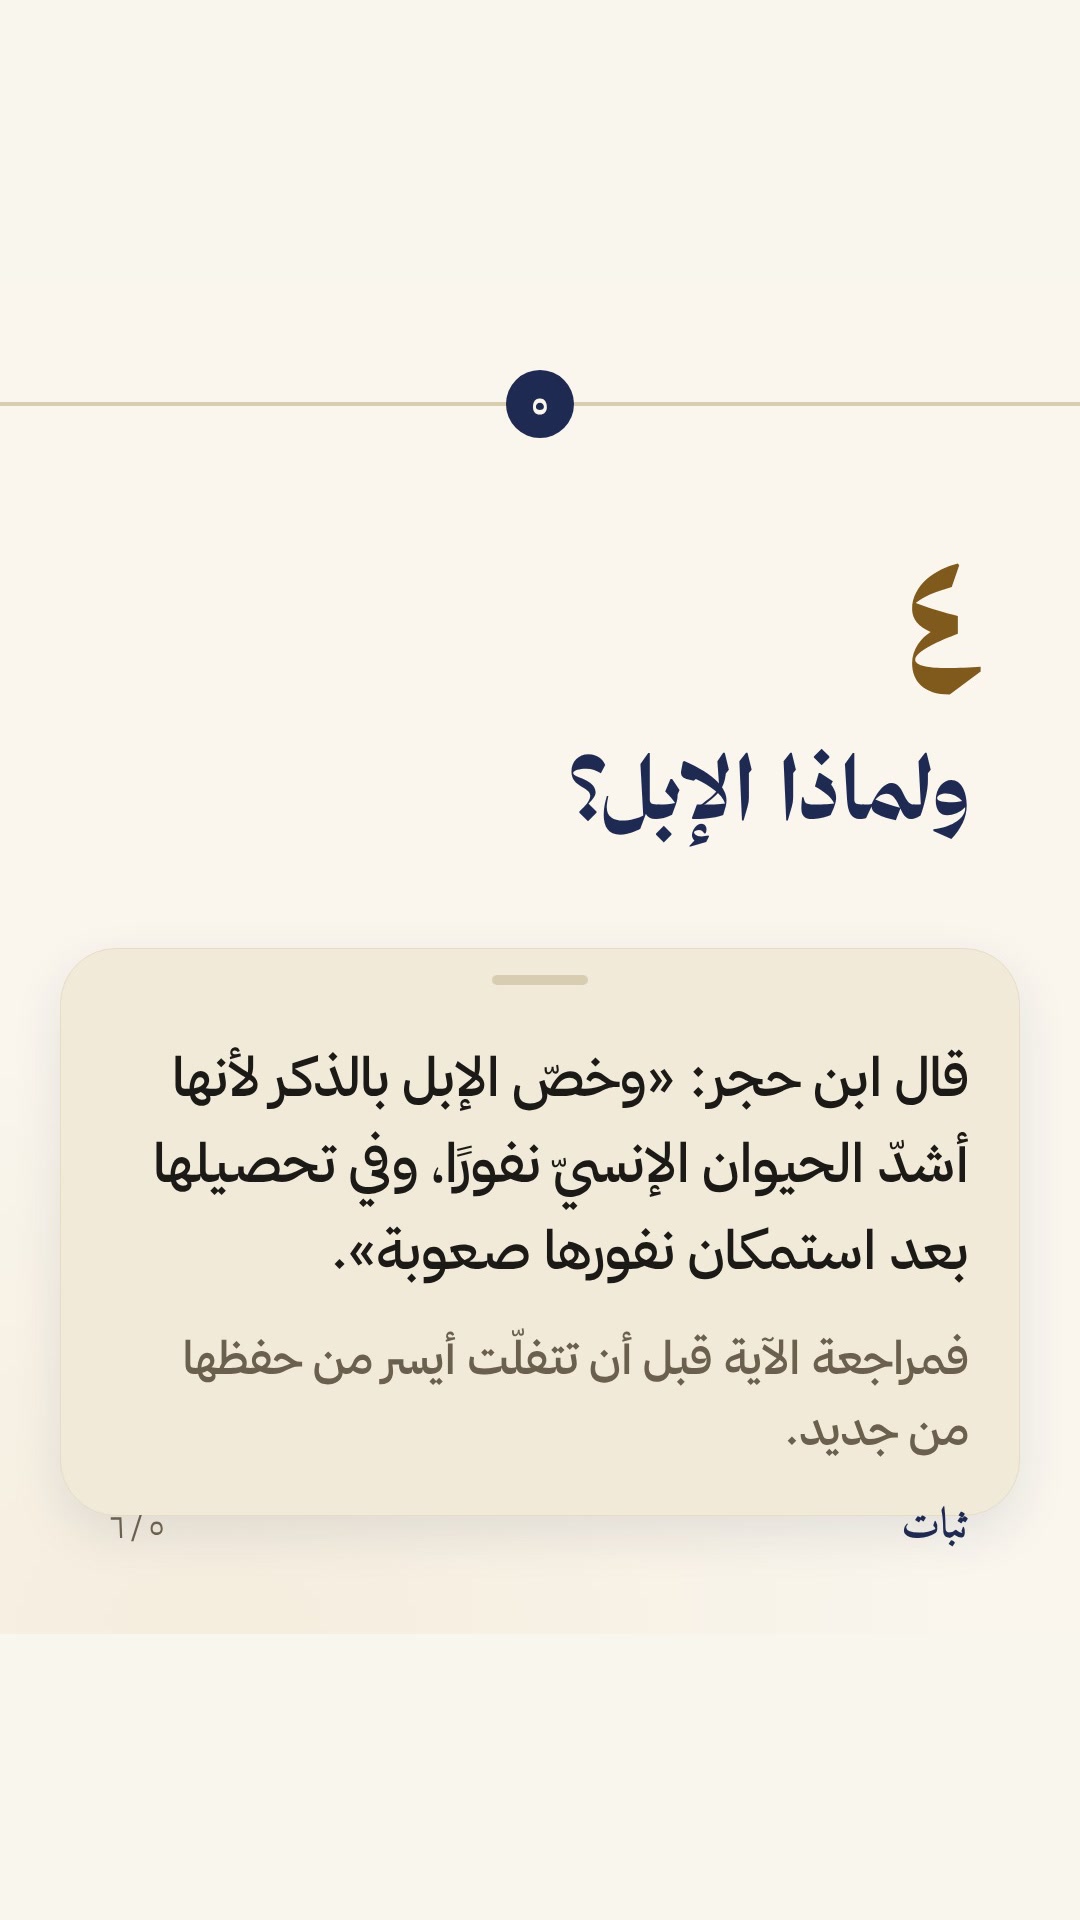 ٥
٤
ولماذا الإبل؟
قال ابن حجر: «وخصّ الإبل بالذكر لأنها
أشدّ الحيوان الإنسيّ نفورًا، وفي تحصيلها
بعد استمكان نفورها صعوبة».
فمراجعة الآية قبل أن تتفلّت أيسر من حفظها
من جديد.
ثبات
٥ / ٦